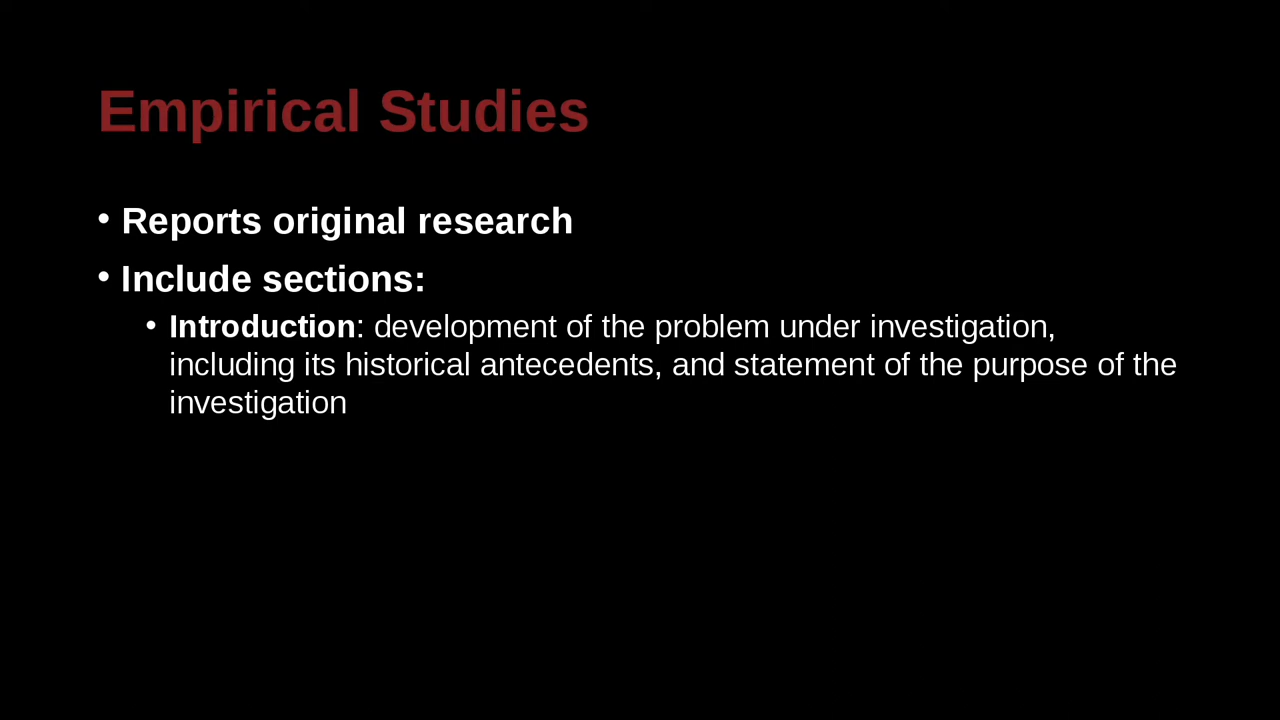 Empirical Studies
• Reports original research
• Include sections:
• Introduction: development of the problem under investigation,
including its historical antecedents, and statement of the purpose of the
investigation